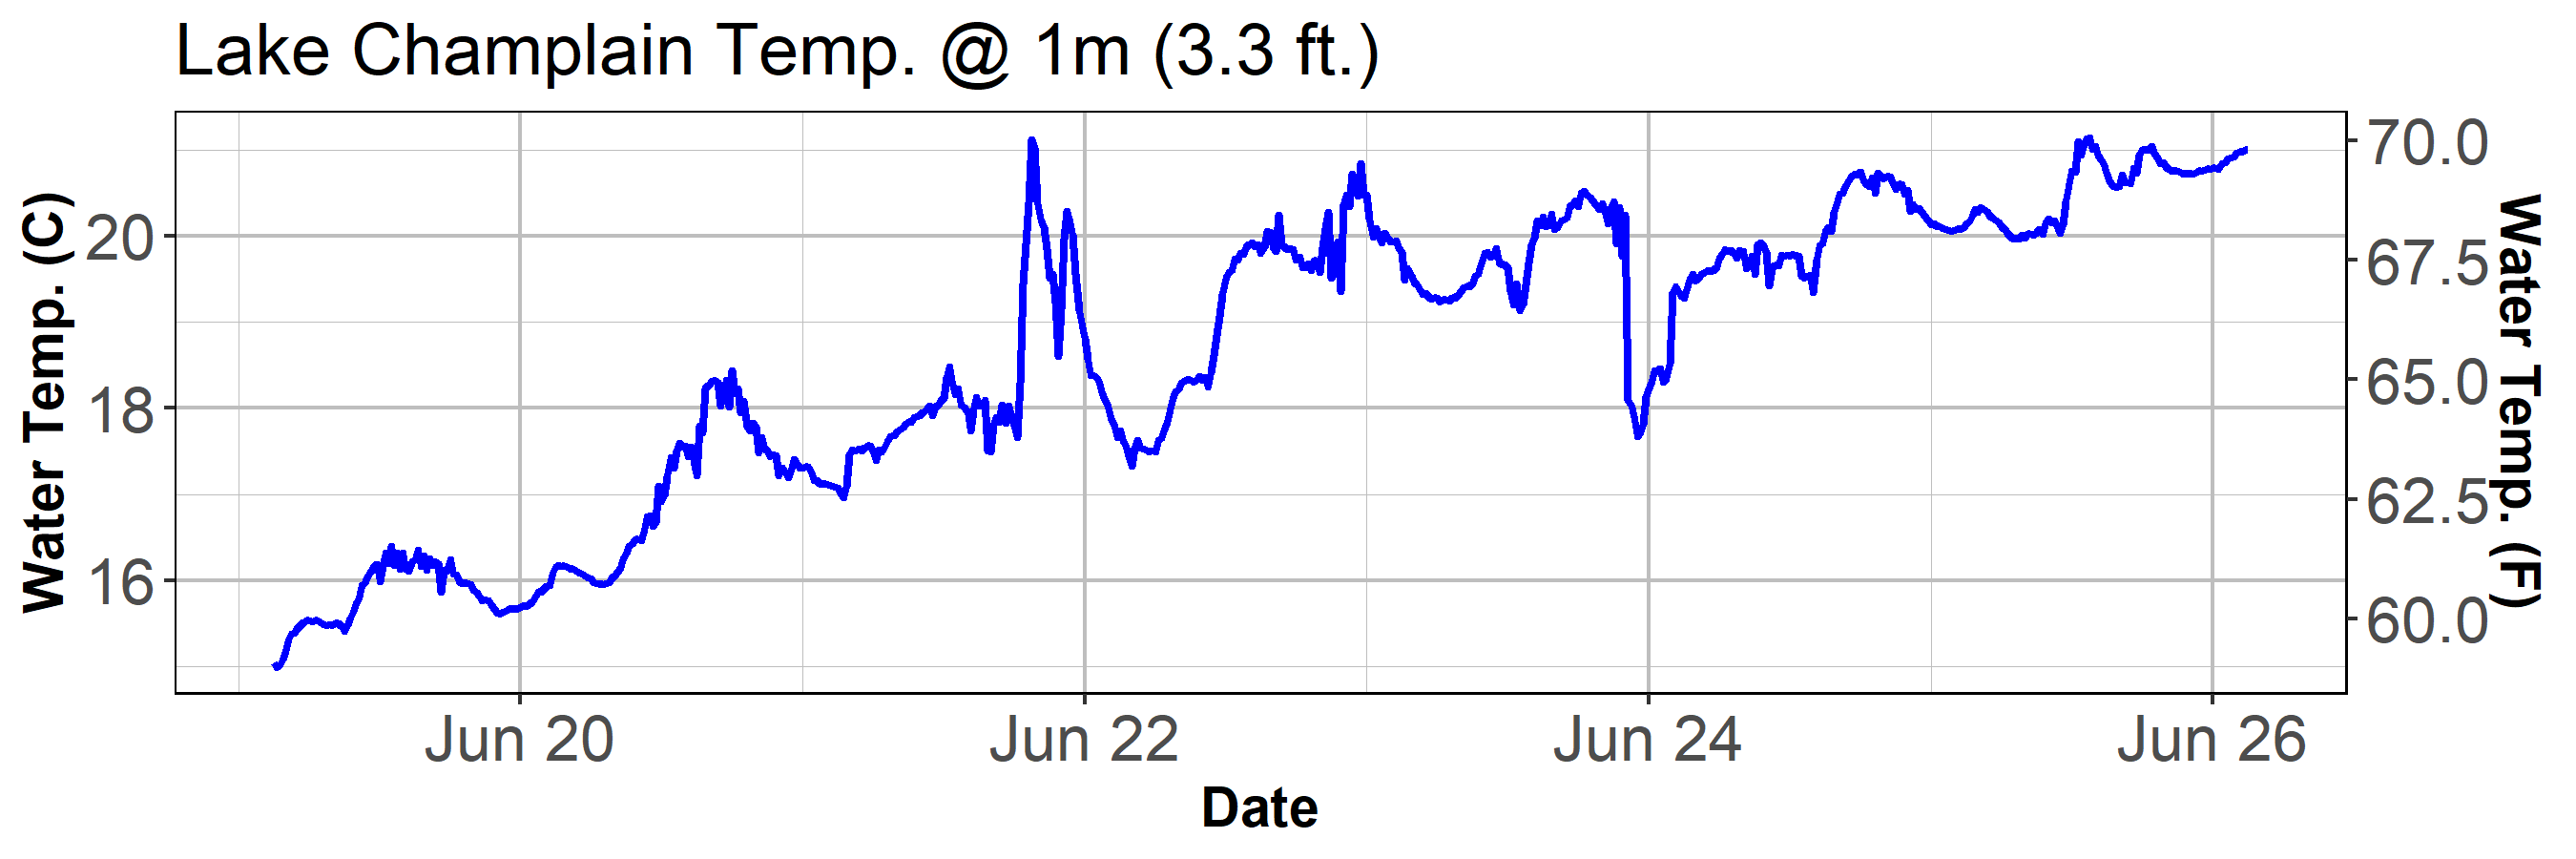 Lake Champlain Temp. @ 1m (3.3 ft.)
Water Temp. (C)
20
18
16
70.0
67.5
65.0
62.5
60.0
Water Temp. (F)
Jun 20 Jun 22 Jun 24 Jun 26
Date